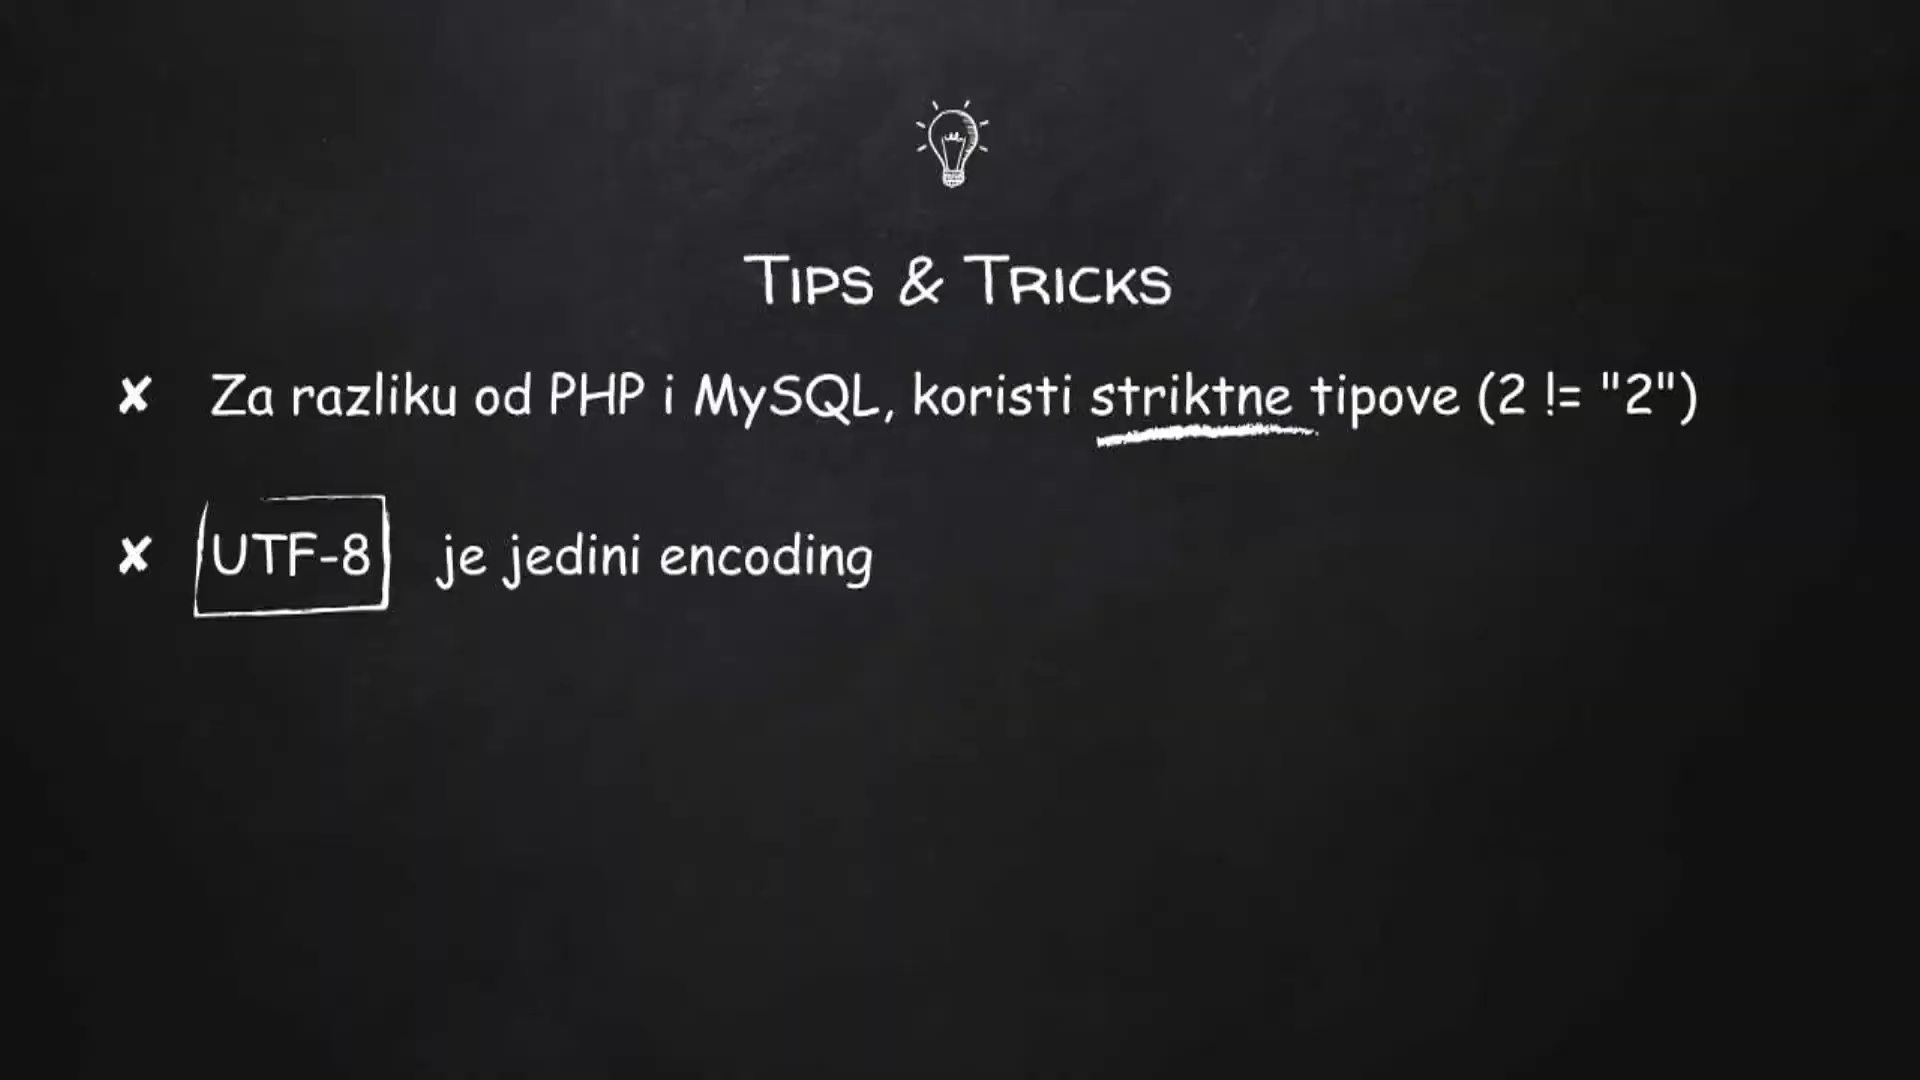 Tips & Tricks
✘ Za razliku od PHP i MySQL, koristi striktne tipove (2 != "2")
✘ UTF-8 je jedini encoding